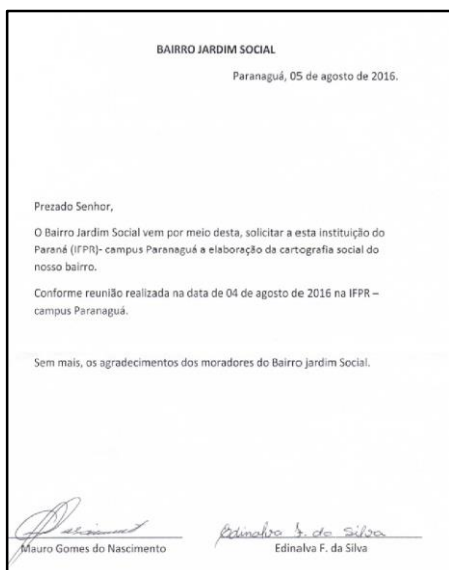 BAIRRO JARDIM SOCIAL
Paranaguá, 05 de agosto de 2016.
Prezado Senhor,
O Bairro Jardim Social vem por meio desta, solicitar a esta instituição do
Paraná (IFPR)- campus Paranaguá a elaboração da cartografia social do
nosso bairro.
Conforme reunião realizada na data de 04 de agosto de 2016 na IFPR –
campus Paranaguá.
Sem mais, os agradecimentos dos moradores do Bairro jardim Social.
Edinalva F. da Silva
Mauro Gomes do Nascimento
Edinalva F. da Silva